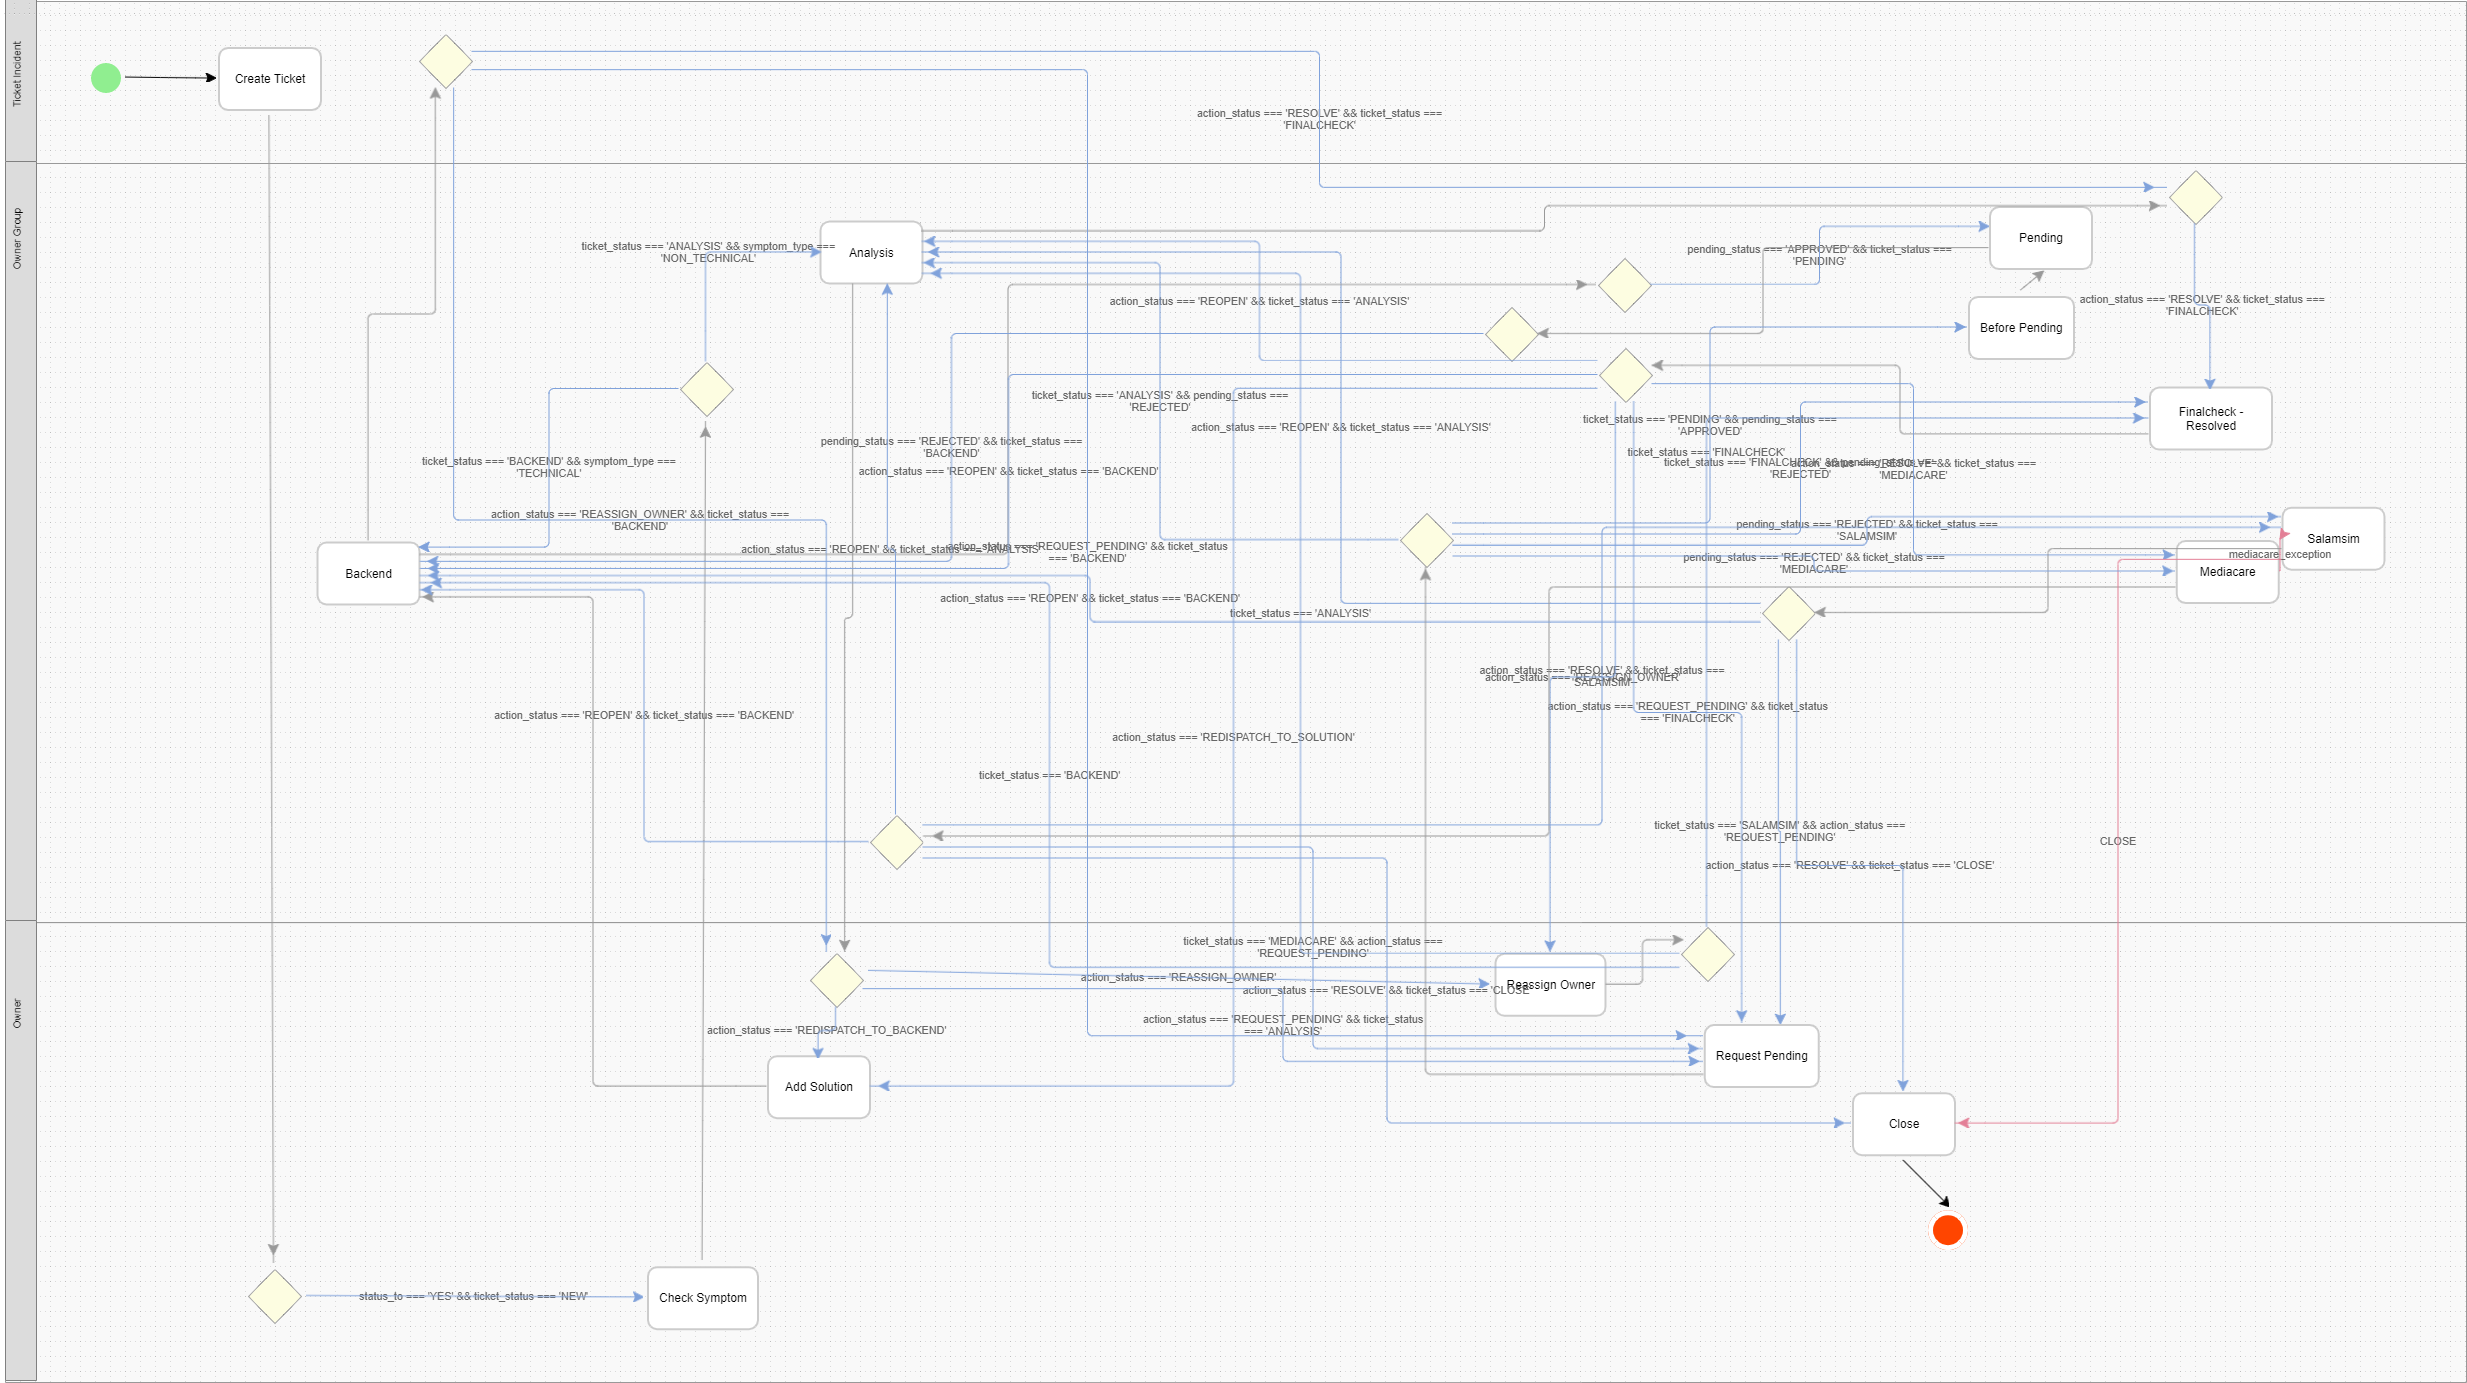 Ticket Incident
Create Ticket
action_status === 'RESOLVE' && ticket_status ===
'FINALCHECK'
Owner Group
Analysis
Pending
ticket_status === 'ANALYSIS' && symptom_type ===
'NON_TECHNICAL'
pending_status === 'APPROVED' && ticket_status ===
'PENDING'
action_status === 'REOPEN' && ticket_status === 'ANALYSIS'
action_status === 'RESOLVE' && ticket_status ===
'FINALCHECK'
Before Pending
ticket_status === 'ANALYSIS' && pending_status ===
'REJECTED'
Finalcheck -
Resolved
ticket_status === 'PENDING' && pending_status ===
'APPROVED'
action_status === 'REOPEN' && ticket_status === 'ANALYSIS'
pending_status === 'REJECTED' && ticket_status ===
'BACKEND'
ticket_status === 'FINALCHECK'
ticket_status === 'BACKEND' && symptom_type ===
'TECHNICAL'
ticket_status === 'FINALCHECK' && pending_status ===
'REJECTED'
action_status === 'RESOLVE' && ticket_status ===
'MEDIACARE'
action_status === 'REOPEN' && ticket_status === 'BACKEND'
action_status === 'REASSIGN_OWNER' && ticket_status ===
'BACKEND'
pending_status === 'REJECTED' && ticket_status ===
'SALAMSIM'
Salamsim
action_status === 'REOPEN' && ticket_status === 'ANALYSIS'
action_status === 'REQUEST_PENDING' && ticket_status
=== 'BACKEND'
mediacare_exception
pending_status === 'REJECTED' && ticket_status ===
'MEDIACARE'
Backend
Mediacare
action_status === 'REOPEN' && ticket_status === 'BACKEND'
ticket_status === 'ANALYSIS'
action_status === 'RESOLVE' && ticket_status ===
'SALAMSIM'
action_status === 'REASSIGN_OWNER'
action_status === 'REQUEST_PENDING' && ticket_status
=== 'FINALCHECK'
action_status === 'REOPEN' && ticket_status === 'BACKEND'
action_status === 'REDISPATCH_TO_SOLUTION'
ticket_status === 'BACKEND'
ticket_status === 'SALAMSIM' && action_status ===
'REQUEST_PENDING'
CLOSE
action_status === 'RESOLVE' && ticket_status === 'CLOSE'
Owner
ticket_status === 'MEDIACARE' && action_status ===
'REQUEST_PENDING'
action_status === 'REASSIGN_OWNER'
Reassign Owner
action_status === 'RESOLVE' && ticket_status === 'CLOSE'
action_status === 'REQUEST_PENDING' && ticket_status
=== 'ANALYSIS'
action_status === 'REDISPATCH_TO_BACKEND'
Request Pending
Add Solution
Close
status_to === 'YES' && ticket_status === 'NEW'
Check Symptom